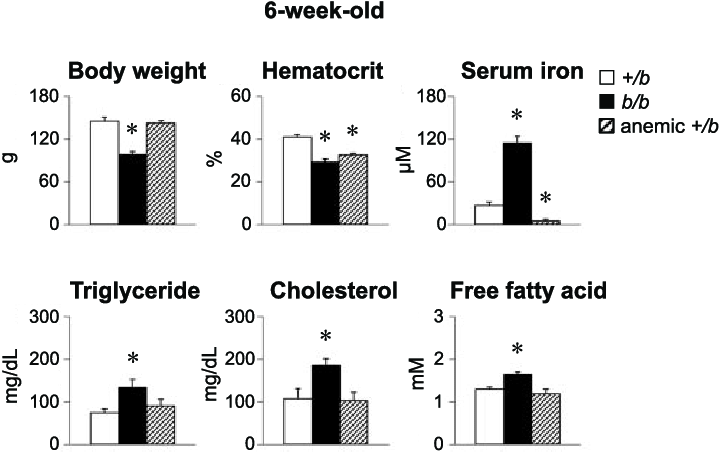 6-week-old
Body weight
180
120
60
0
g
*
Hematocrit
60
40
20
0
%
* *
Serum iron
180
120
60
0
µM
*
*
+/b
b/b
anemic +/b
Triglyceride
300
200
100
0
mg/dL
*
Cholesterol
300
200
100
0
mg/dL
*
Free fatty acid
3
2
1
0
mM
*